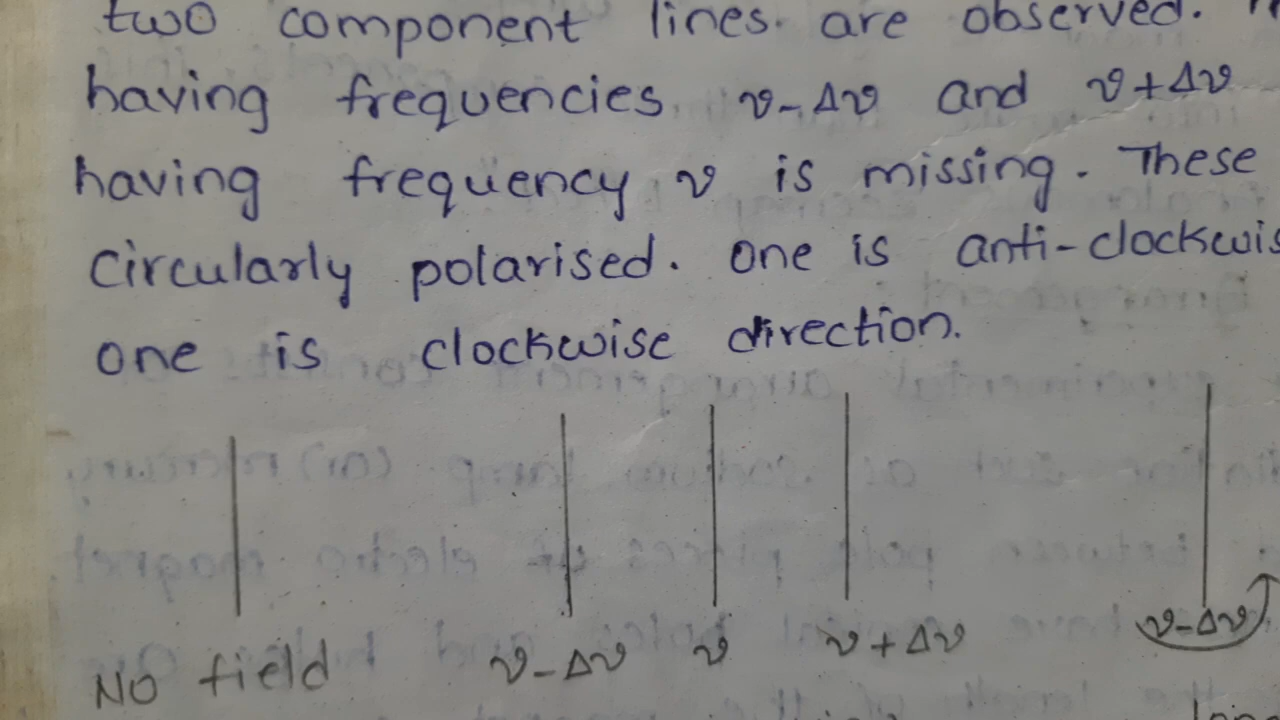 two component lines are observed.
having frequencies ν-Δν and ν+Δν
having frequency ν is missing. These
circularly polarised. one is anti-clockwis
one is clockwise direction.
No field ν-Δν ν ν+Δν ν-Δν